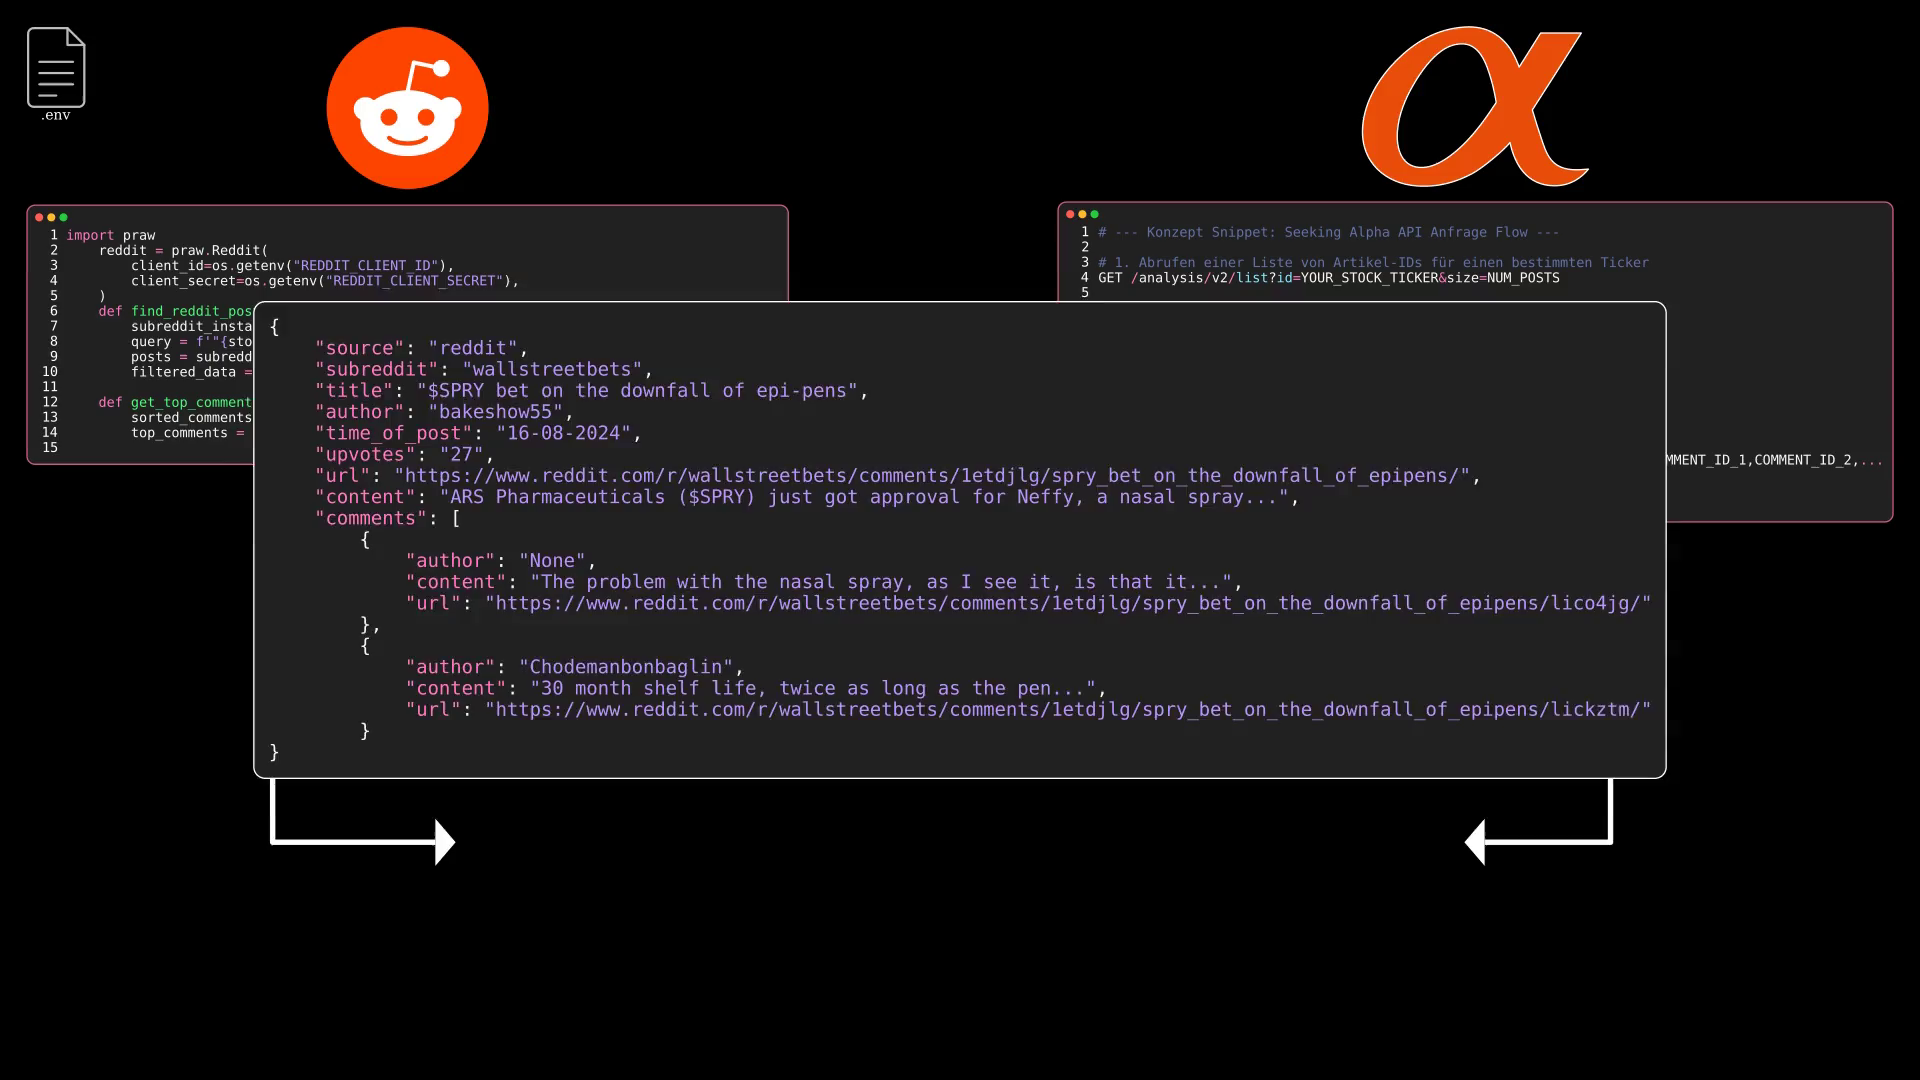 .env
1 import praw
2     reddit = praw.Reddit(
3         client_id=os.getenv("REDDIT_CLIENT_ID"),
4         client_secret=os.getenv("REDDIT_CLIENT_SECRET"),
5     )
6     def find_reddit_pos
7         subreddit_insta
8         query = f'"{sto
9         posts = subredd
10         filtered_data =
11
12     def get_top_comment
13         sorted_comments
14         top_comments =
15
1 # --- Konzept Snippet: Seeking Alpha API Anfrage Flow ---
2
3 # 1. Abrufen einer Liste von Artikel-IDs für einen bestimmten Ticker
4 GET /analysis/v2/list?id=YOUR_STOCK_TICKER&size=NUM_POSTS
5
MMENT_ID_1,COMMENT_ID_2,...
{
    "source": "reddit",
    "subreddit": "wallstreetbets",
    "title": "$SPRY bet on the downfall of epi-pens",
    "author": "bakeshow55",
    "time_of_post": "16-08-2024",
    "upvotes": "27",
    "url": "https://www.reddit.com/r/wallstreetbets/comments/1etdjlg/spry_bet_on_the_downfall_of_epipens/",
    "content": "ARS Pharmaceuticals ($SPRY) just got approval for Neffy, a nasal spray...",
    "comments": [
        {
            "author": "None",
            "content": "The problem with the nasal spray, as I see it, is that it...",
            "url": "https://www.reddit.com/r/wallstreetbets/comments/1etdjlg/spry_bet_on_the_downfall_of_epipens/lico4jg/"
        },
        {
            "author": "Chodemanbonbaglin",
            "content": "30 month shelf life, twice as long as the pen...",
            "url": "https://www.reddit.com/r/wallstreetbets/comments/1etdjlg/spry_bet_on_the_downfall_of_epipens/lickztm/"
        }
}